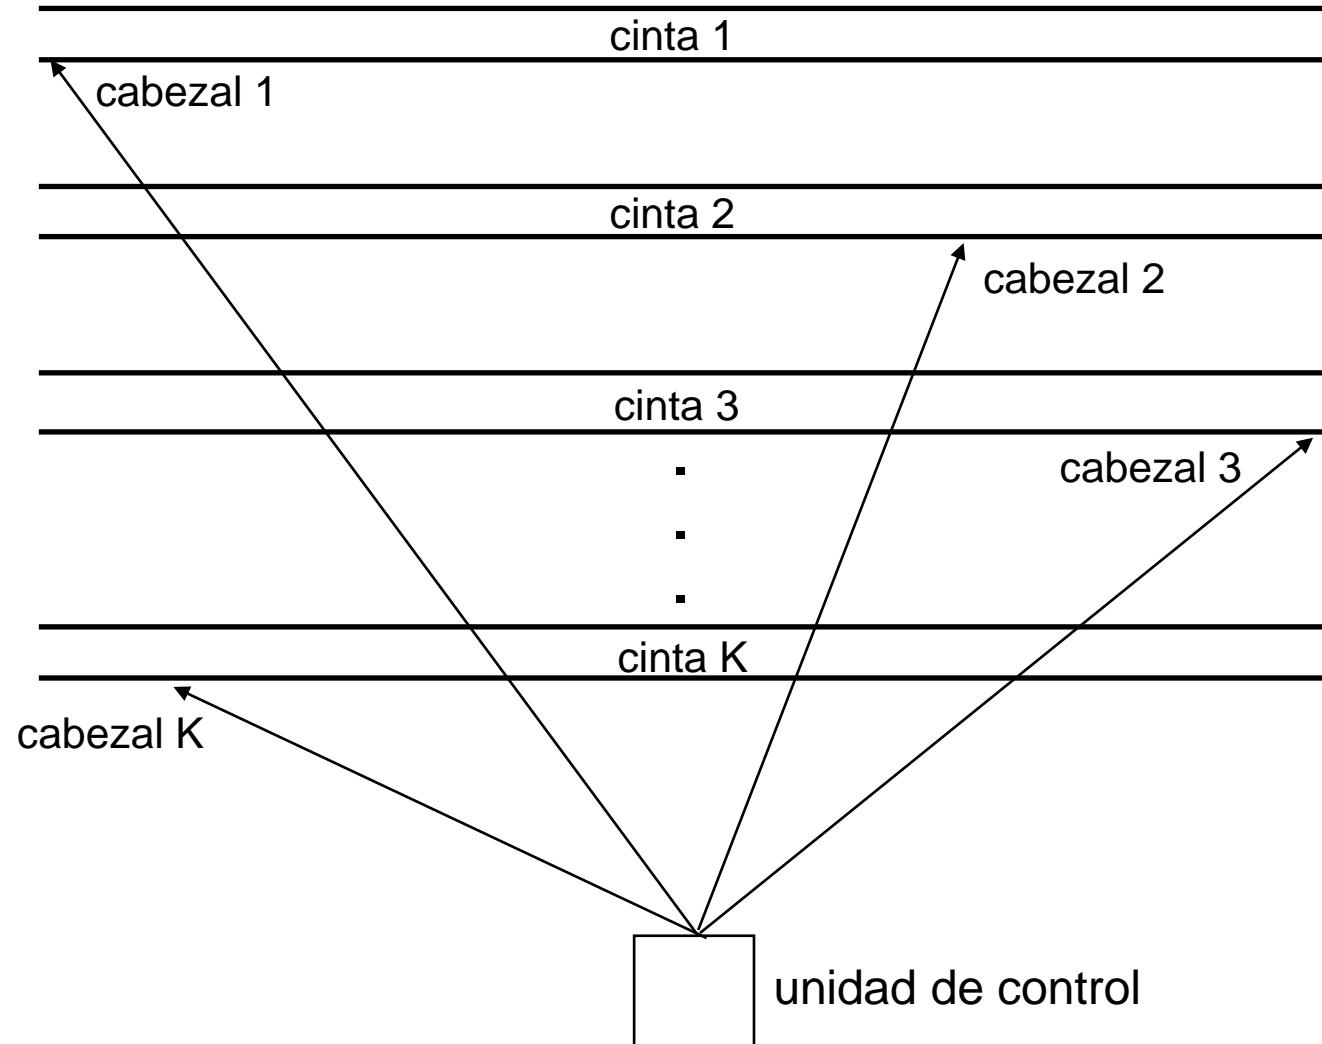 cinta 1
cabezal 1
cinta 2
cabezal 2
cinta 3
cabezal 3
cinta K
cabezal K
unidad de control